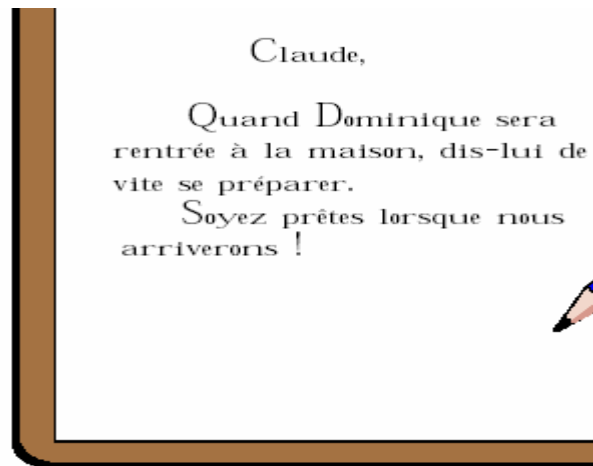 Claude,
Quand Dominique sera
rentrée à la maison, dis-lui de
vite se préparer.
Soyez prêtes lorsque nous
arriverons !